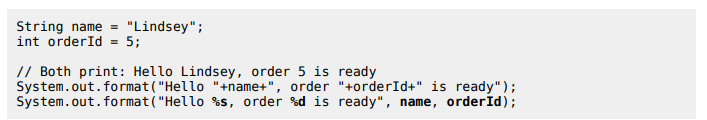 String name = "Lindsey";
int orderId = 5;
// Both print: Hello Lindsey, order 5 is ready
System.out.format("Hello "+name+", order "+orderId+" is ready");
System.out.format("Hello %s, order %d is ready", name, orderId);